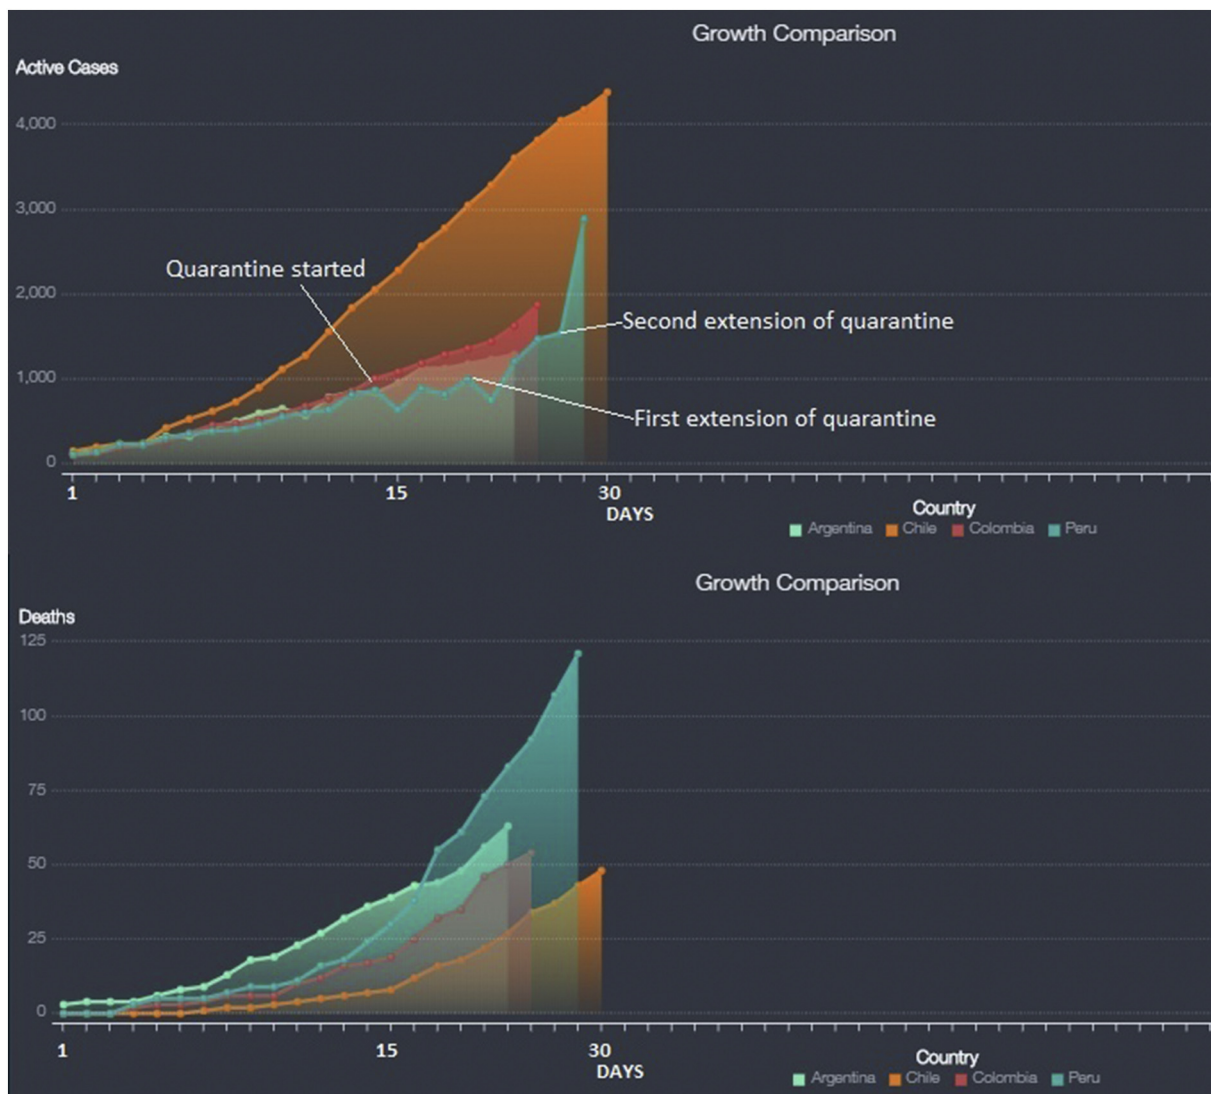 Growth Comparison
Active Cases
4,000
3,000
Quarantine started
2,000
Second extension of quarantine
1,000
First extension of quarantine
0
1 15 30
DAYS
Country
Argentina Chile Colombia Peru
Growth Comparison
Deaths
125
100
75
50
25
0
1 15 30
Country
DAYS
Argentina Chile Colombia Peru